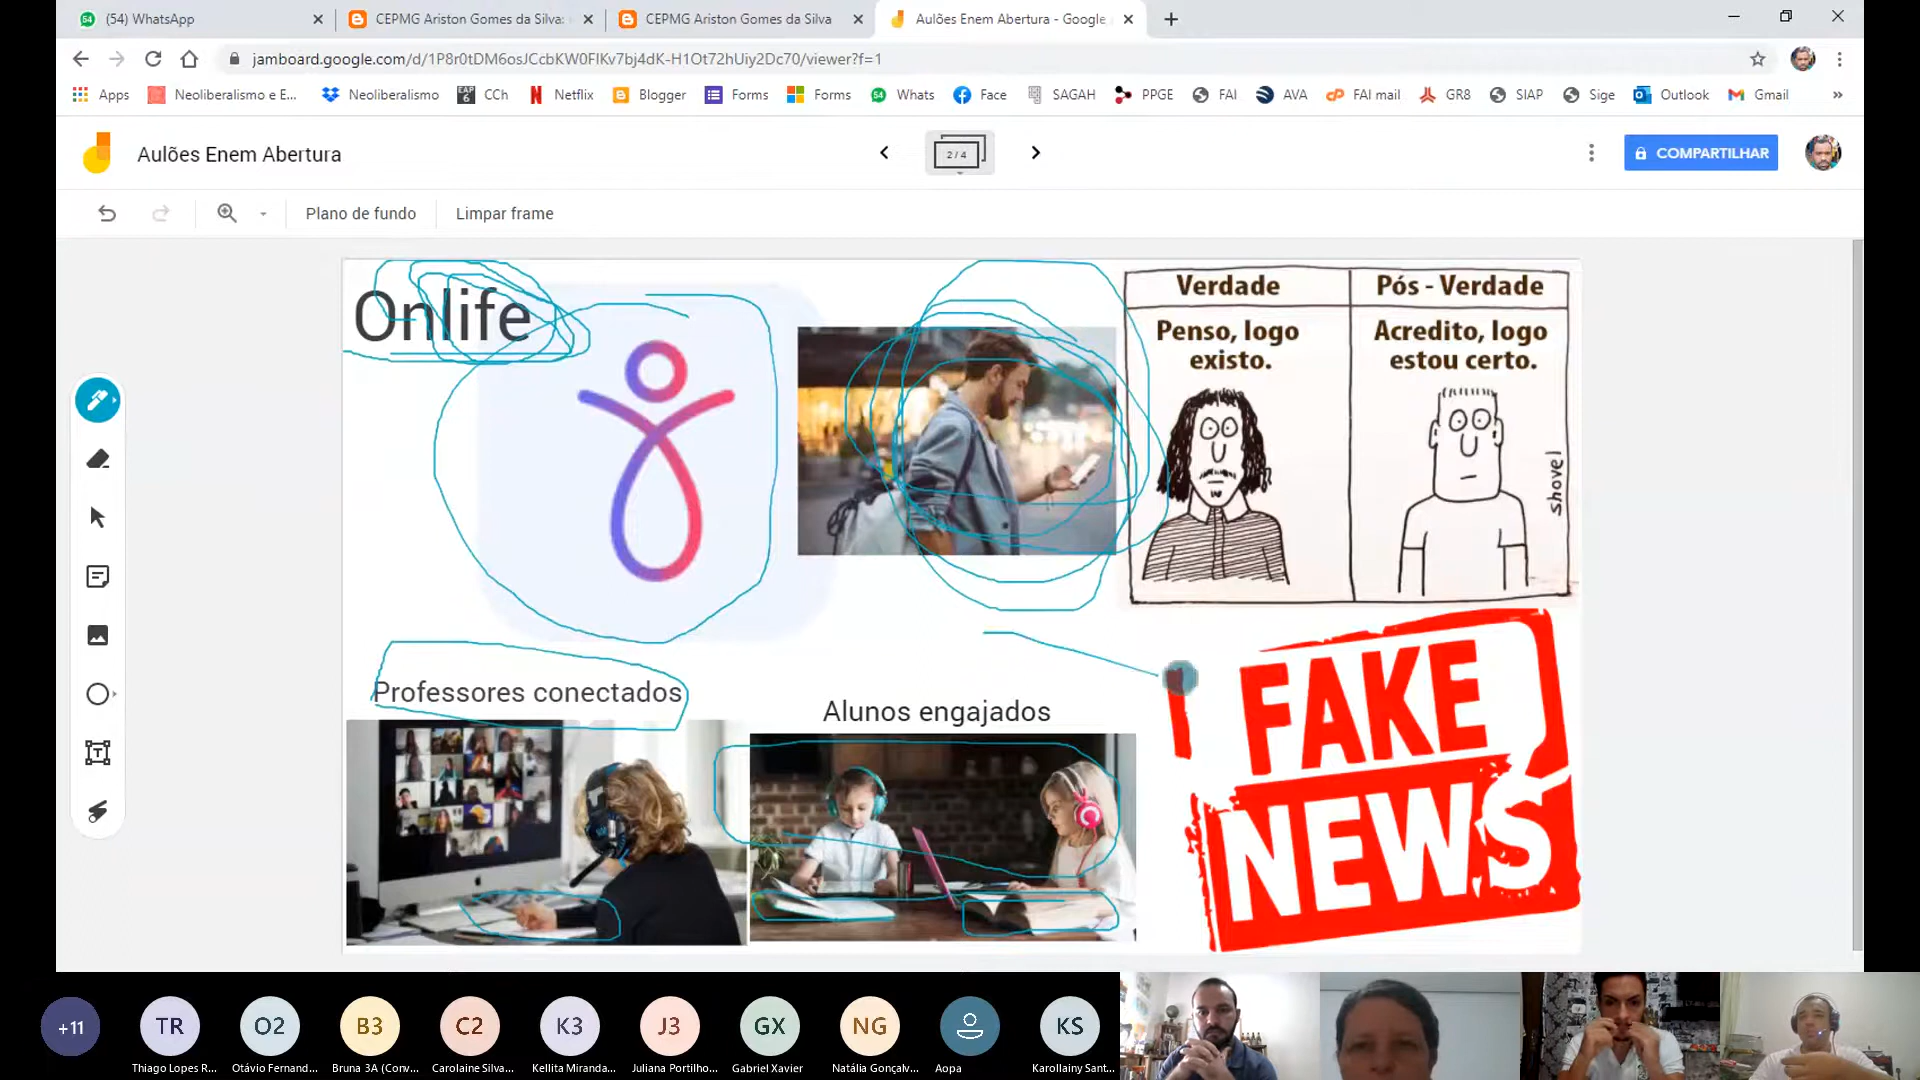 (54) WhatsApp
CEPMG Ariston Gomes da Silva:
CEPMG Ariston Gomes da Silva
Aulões Enem Abertura - Google
jamboard.google.com/d/1P8r0tDM6osJCcbKW0FIKv7bj4dK-H1Ot72hUiy2Dc70/viewer?f=1
Apps
Neoliberalismo e E...
Neoliberalismo
CCh
Netflix
Blogger
Forms
Forms
Whats
Face
SAGAH
PPGE
FAI
AVA
FAI mail
GR8
SIAP
Sige
Outlook
Gmail
»
Aulões Enem Abertura
2 / 4
COMPARTILHAR
Plano de fundo
Limpar frame
Onlife
Verdade
Pós - Verdade
Penso, logo
existo.
Acredito, logo
estou certo.
shovel
Professores conectados
Alunos engajados
FAKE
NEWS
+11
TR
O2
B3
C2
K3
J3
GX
NG
KS
Thiago Lopes R...
Otávio Fernand...
Bruna 3A (Conv...
Carolaine Silva...
Kellita Miranda...
Juliana Portilho...
Gabriel Xavier
Natália Gonçalv...
Aopa
Karollainy Sant...